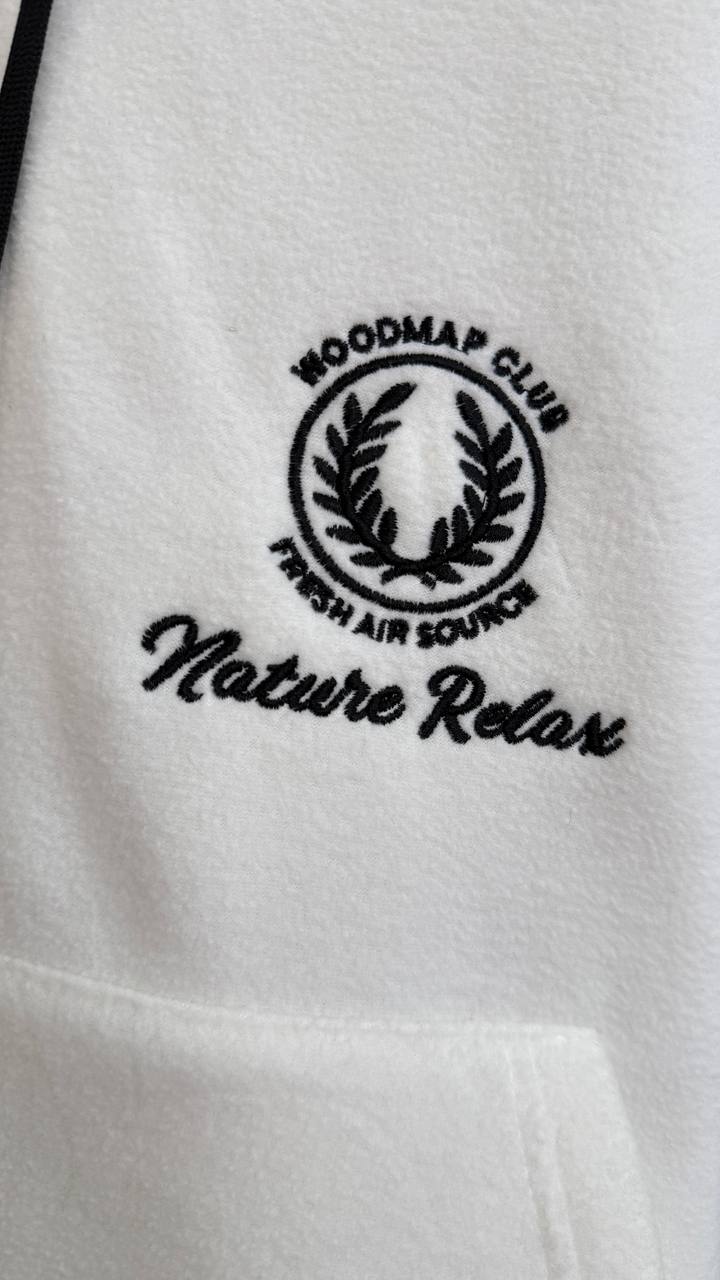 WOODMAP CLUB
FRESH AIR SOURCE
Nature Relax